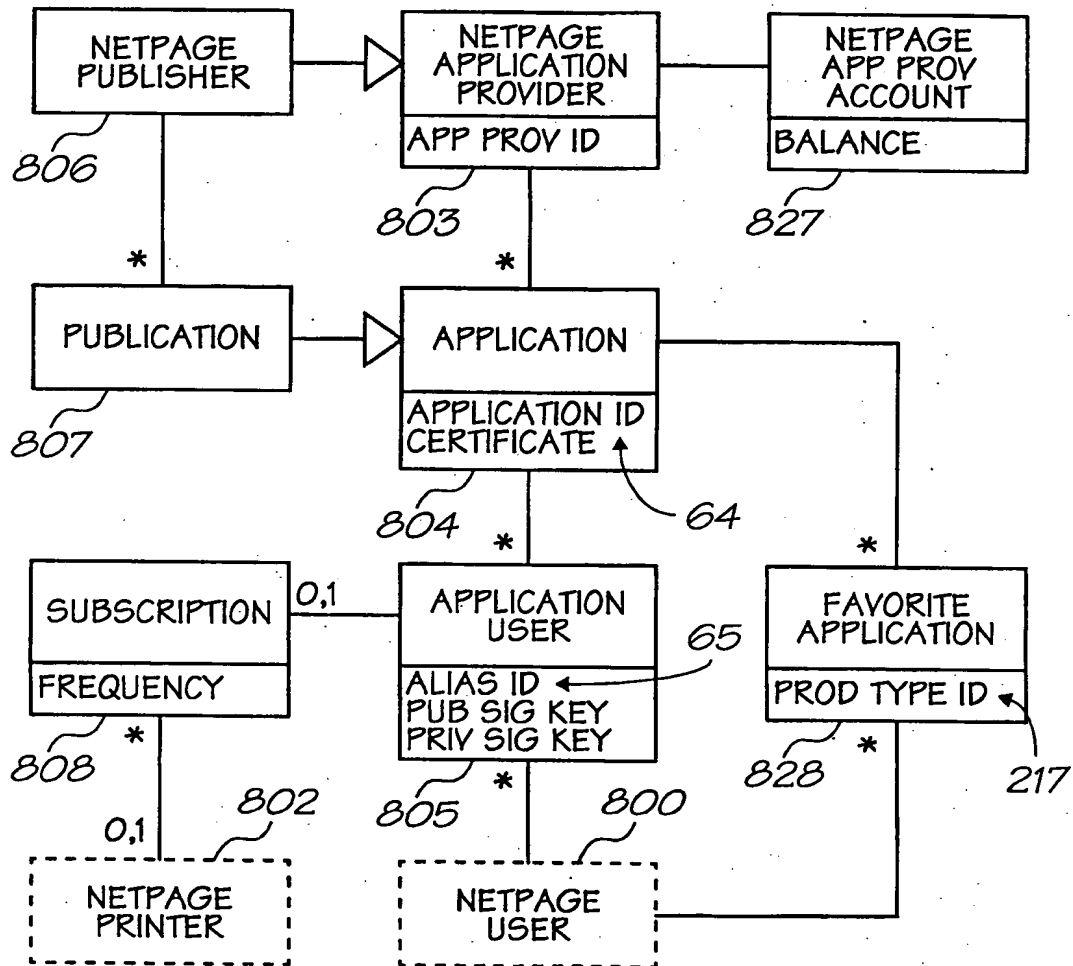 NETPAGE
PUBLISHER
NETPAGE
APPLICATION
PROVIDER
APP PROV ID
NETPAGE
APP PROV
ACCOUNT
BALANCE
806
803
827
*
*
PUBLICATION
APPLICATION
APPLICATION ID
CERTIFICATE
807
804
64
*
*
SUBSCRIPTION
FREQUENCY
0,1
APPLICATION
USER
ALIAS ID
PUB SIG KEY
PRIV SIG KEY
65
FAVORITE
APPLICATION
PROD TYPE ID
808
*
805
*
828
*
217
802
800
0,1
NETPAGE
PRINTER
NETPAGE
USER